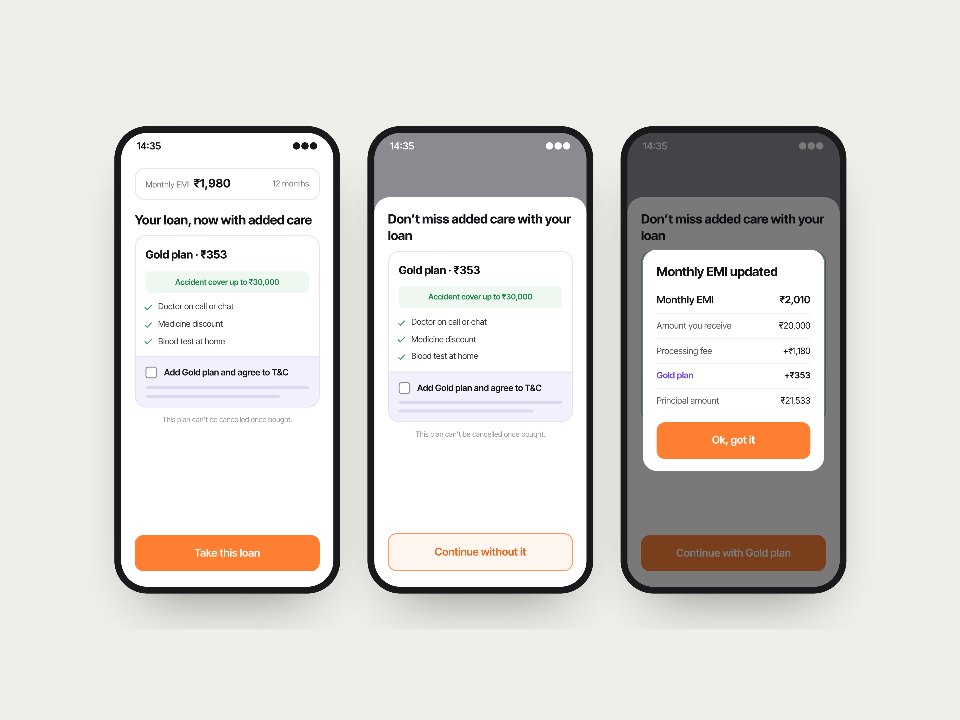 14:35
Monthly EMI ₹1,980 12 months
Your loan, now with added care
Gold plan · ₹353
Accident cover up to ₹30,000
Doctor on call or chat
Medicine discount
Blood test at home
Add Gold plan and agree to T&C
This plan can't be cancelled once bought.
Take this loan
14:35
Don't miss added care with your
loan
Gold plan · ₹353
Accident cover up to ₹30,000
Doctor on call or chat
Medicine discount
Blood test at home
Add Gold plan and agree to T&C
This plan can't be cancelled once bought.
Continue without it
14:35
Don't miss added care with your
loan
Monthly EMI updated
Monthly EMI ₹2,010
Amount you receive ₹20,000
Processing fee +₹1,180
Gold plan +₹353
Principal amount ₹21,533
Ok, got it
Continue with Gold plan